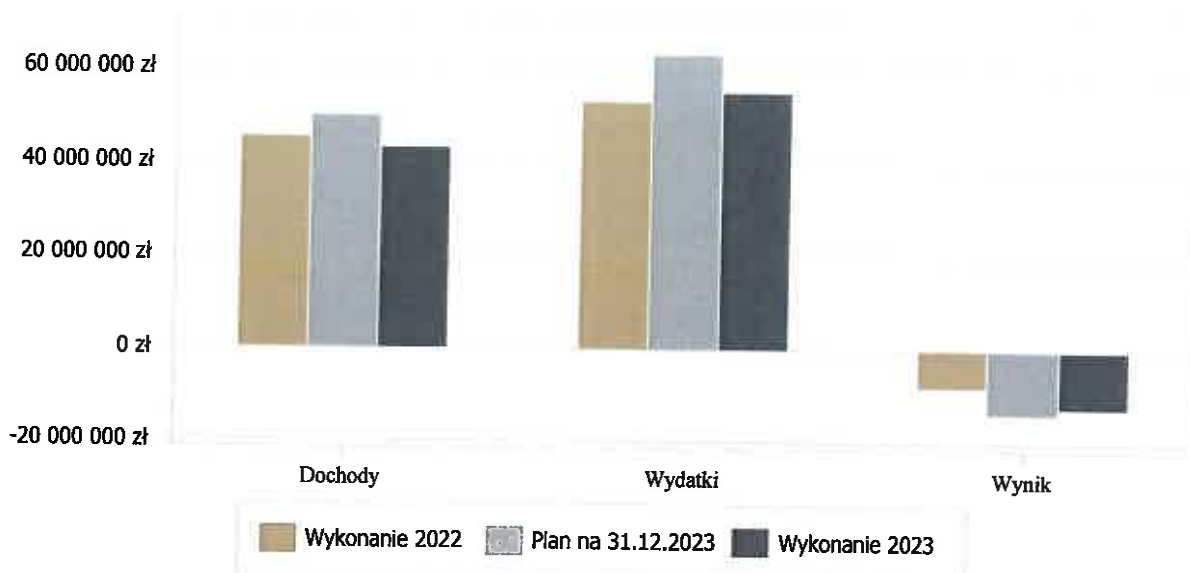 60 000 000 zł
40 000 000 zł
20 000 000 zł
0 zł
-20 000 000 zł
Dochody
Wydatki
Wynik
Wykonanie 2022
Plan na 31.12.2023
Wykonanie 2023